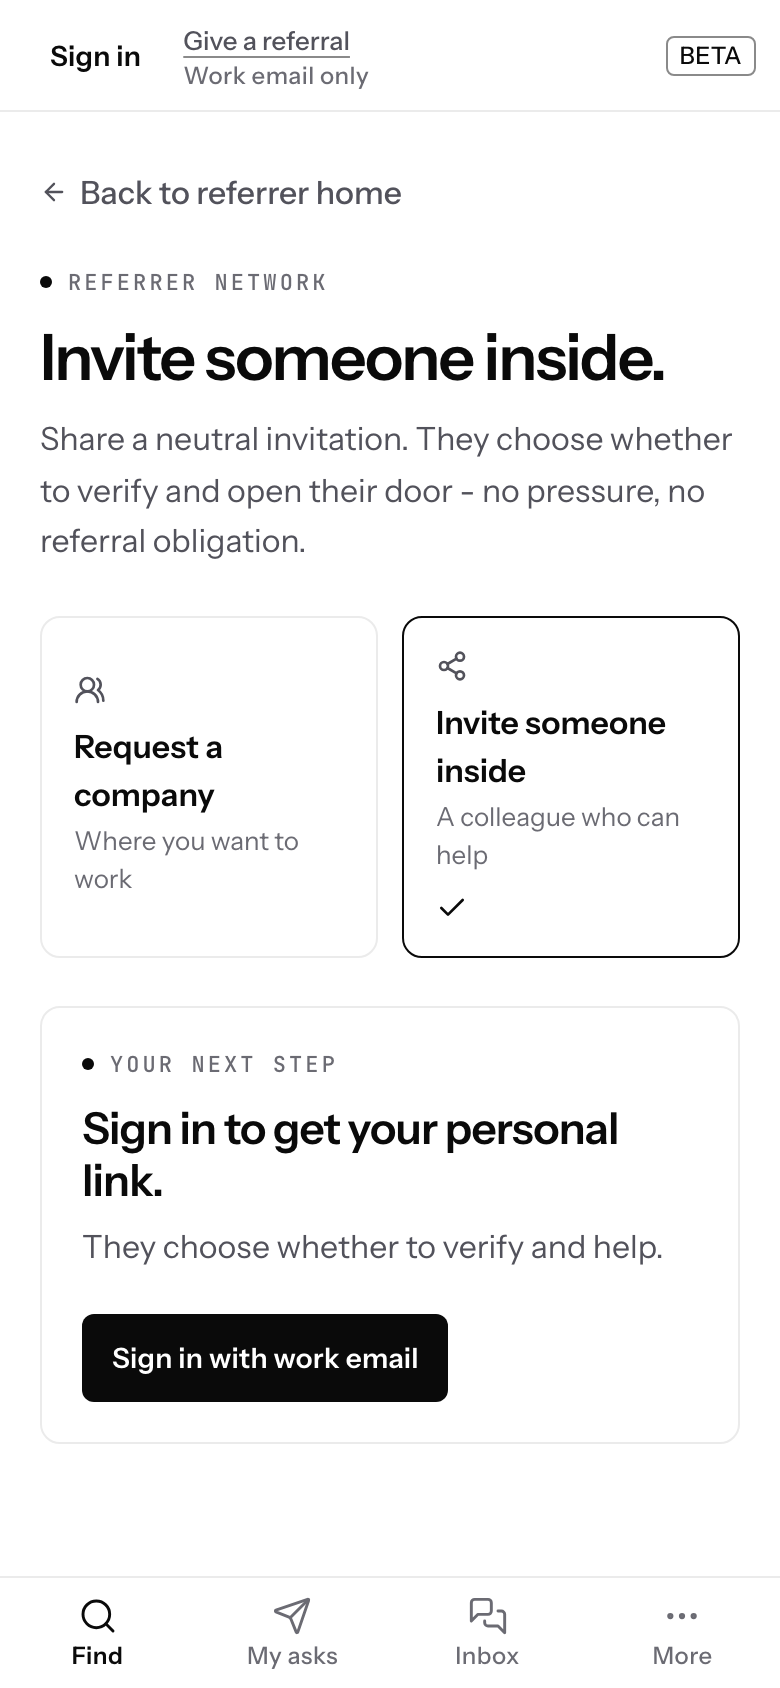 Sign in
Give a referral
Work email only
BETA
Back to referrer home
REFERRER NETWORK
Invite someone inside.
Share a neutral invitation. They choose whether
to verify and open their door - no pressure, no
referral obligation.
Request a
company
Where you want to
work
Invite someone
inside
A colleague who can
help
YOUR NEXT STEP
Sign in to get your personal
link.
They choose whether to verify and help.
Sign in with work email
Find
My asks
Inbox
More